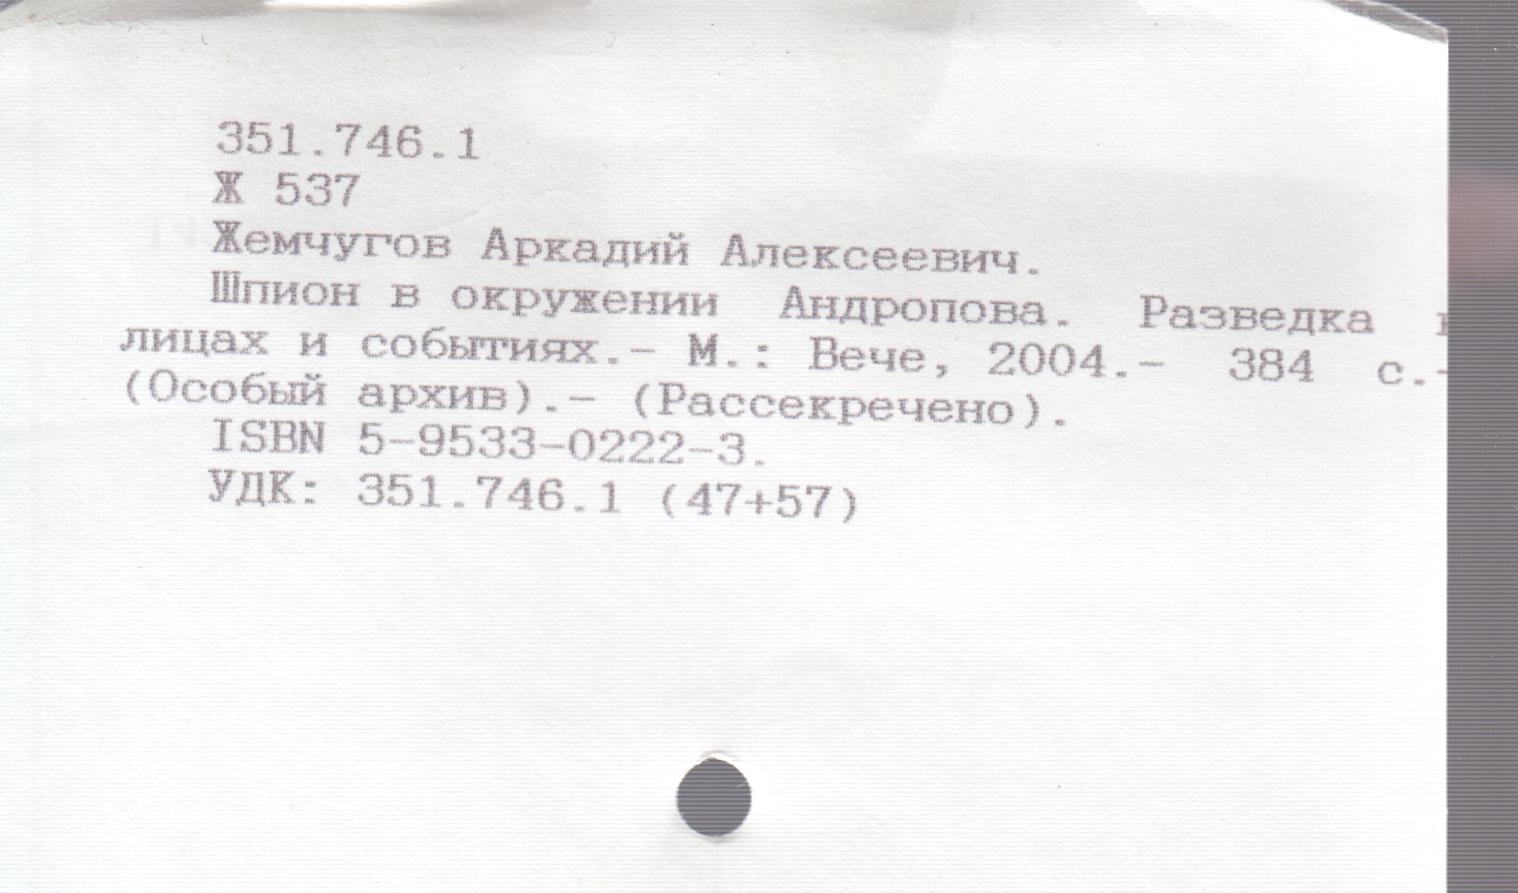 351.746.1
Ж 537
Жемчугов Аркадий Алексеевич.
Шпион в окружении Андропова. Разведка
лицах и событиях.- М.: Вече, 2004.- 384 с.-
(Особый архив).- (Рассекречено).
ISBN 5-9533-0222-3.
УДК: 351.746.1 (47+57)